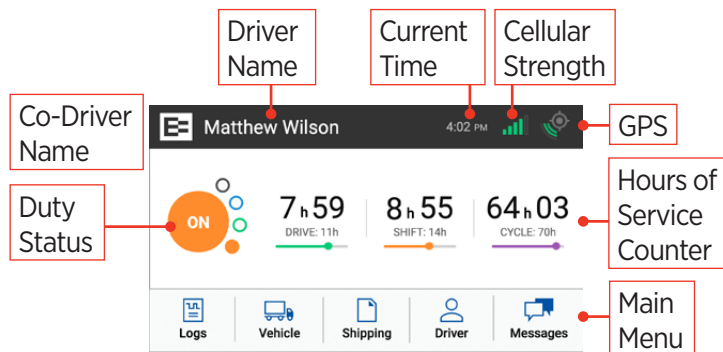 Driver
Name
Current
Time
Cellular
Strength
Co-Driver
Name
Matthew Wilson
4:02 PM
GPS
Duty
Status
ON
7h59
DRIVE: 11h
8h55
SHIFT: 14h
64h03
CYCLE: 70h
Hours of
Service
Counter
Logs
Vehicle
Shipping
Driver
Messages
Main
Menu